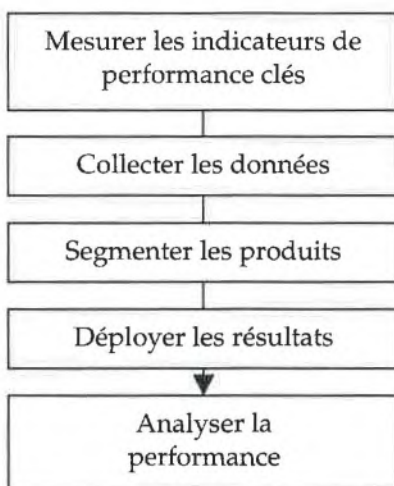 Mesurer les indicateurs de
performance clés
Collecter les données
Segmenter les produits
Déployer les résultats
Analyser la
performance